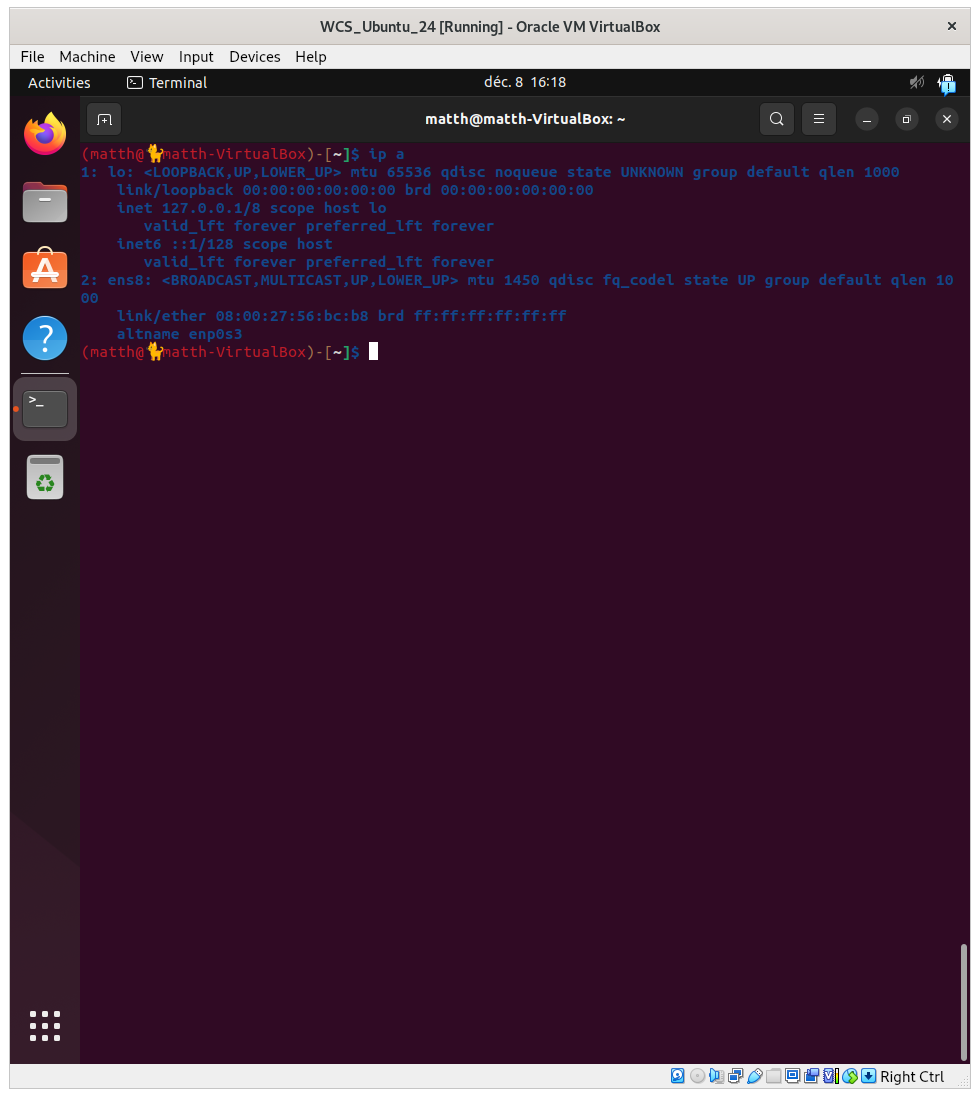 WCS_Ubuntu_24 [Running] - Oracle VM VirtualBox
File Machine View Input Devices Help
Activities Terminal déc. 8 16:18
matth@matth-VirtualBox: ~
(matth@🐈matth-VirtualBox)-[~]$ ip a
1: lo: <LOOPBACK,UP,LOWER_UP> mtu 65536 qdisc noqueue state UNKNOWN group default qlen 1000
    link/loopback 00:00:00:00:00:00 brd 00:00:00:00:00:00
    inet 127.0.0.1/8 scope host lo
       valid_lft forever preferred_lft forever
    inet6 ::1/128 scope host
       valid_lft forever preferred_lft forever
2: ens8: <BROADCAST,MULTICAST,UP,LOWER_UP> mtu 1450 qdisc fq_codel state UP group default qlen 10
00
    link/ether 08:00:27:56:bc:b8 brd ff:ff:ff:ff:ff:ff
    altname enp0s3
(matth@🐈matth-VirtualBox)-[~]$
Right Ctrl